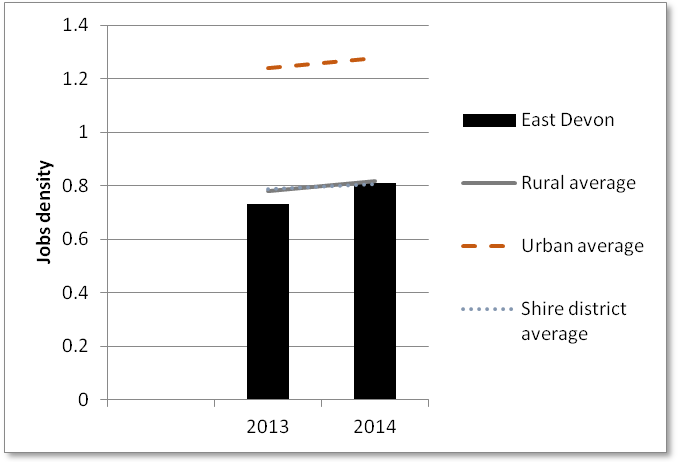 1.4
1.2
1
0.8
0.6
0.4
0.2
0
Jobs density
2013
2014
East Devon
Rural average
Urban average
Shire district
average